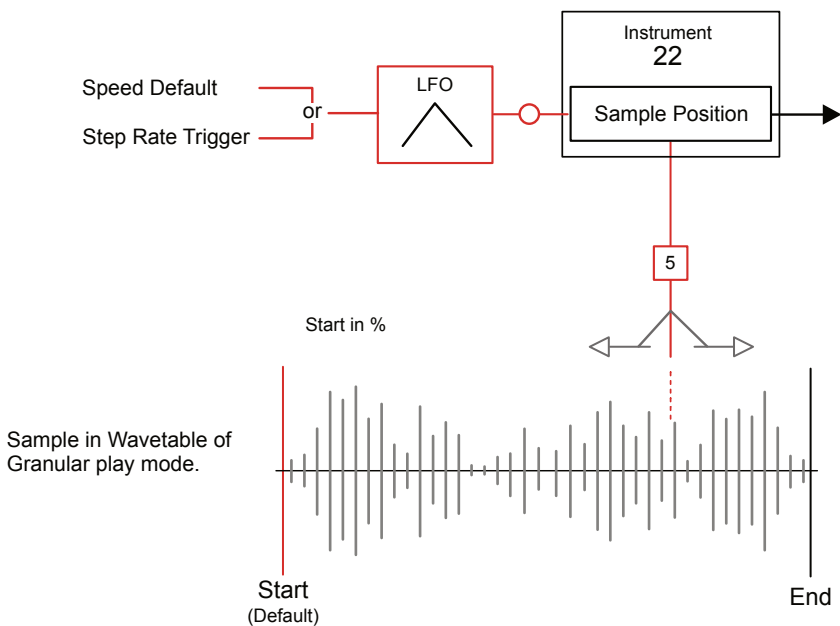 Instrument
22
Speed Default
or
Step Rate Trigger
LFO
Sample Position
5
Start in %
Sample in Wavetable of
Granular play mode.
Start
(Default)
End